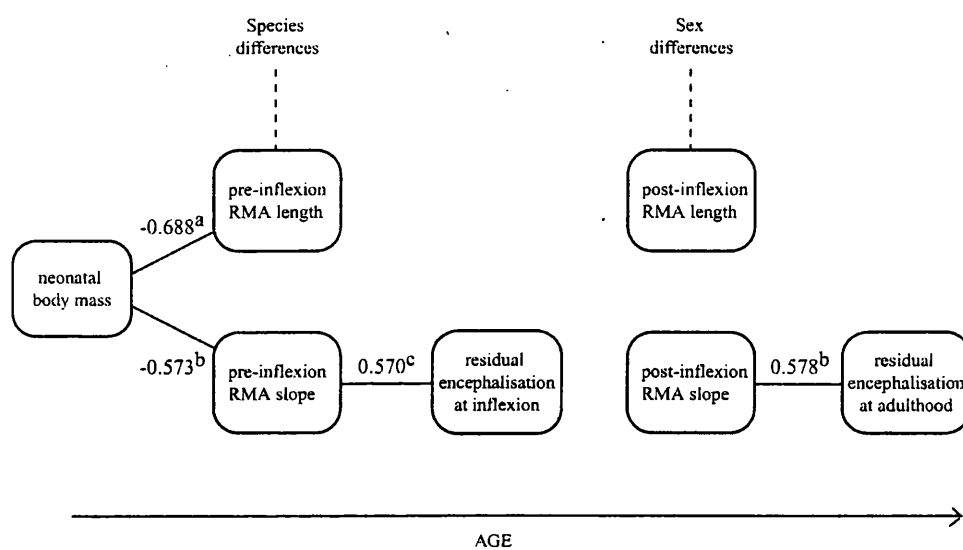 Species
differences
Sex
differences
pre-inflexion
RMA length
post-inflexion
RMA length
-0.688a
neonatal
body mass
-0.573b
pre-inflexion
RMA slope
0.570c
residual
encephalisation
at inflexion
post-inflexion
RMA slope
0.578b
residual
encephalisation
at adulthood
AGE